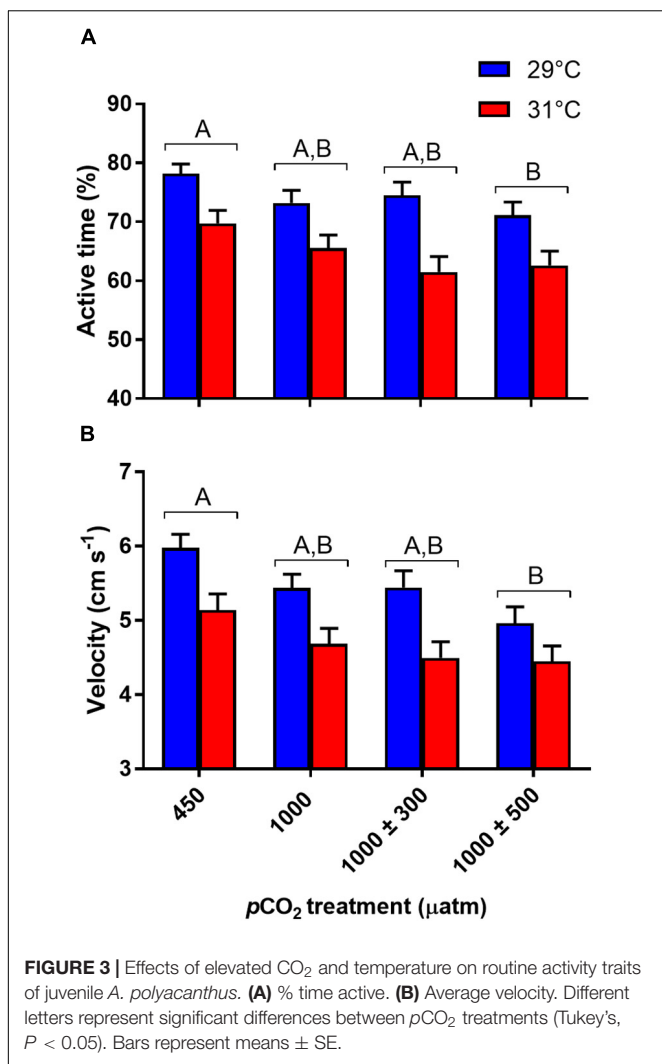 A
29°C
31°C
90
80
70
60
50
40
Active time (%)
A
A,B
A,B
B
B
7
6
5
4
3
Velocity (cm s⁻¹)
A
A,B
A,B
B
450
1000
1000 ± 300
1000 ± 500
pCO₂ treatment (µatm)
FIGURE 3 | Effects of elevated CO₂ and temperature on routine activity traits
of juvenile A. polyacanthus. (A) % time active. (B) Average velocity. Different
letters represent significant differences between pCO₂ treatments (Tukey's,
P < 0.05). Bars represent means ± SE.